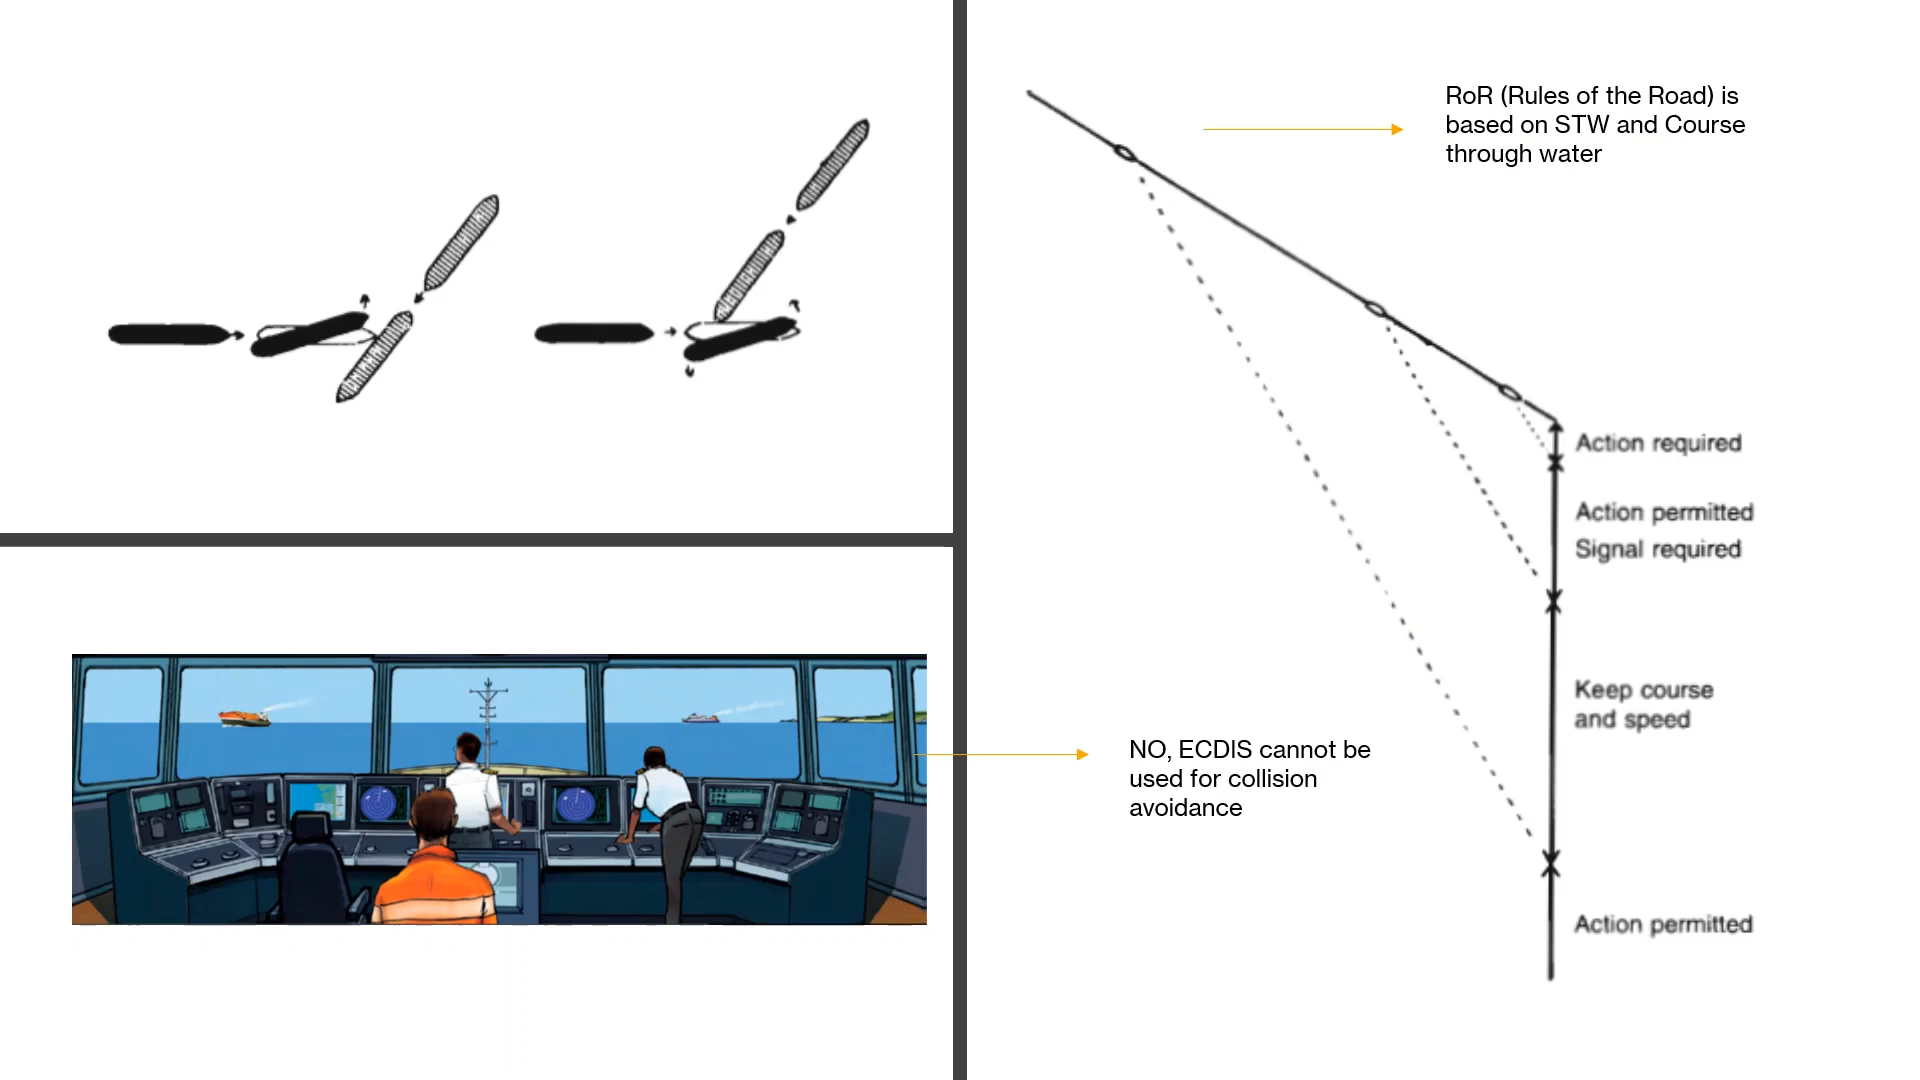 RoR (Rules of the Road) is
based on STW and Course
through water
Action required
Action permitted
Signal required
Keep course
and speed
Action permitted
NO, ECDIS cannot be
used for collision
avoidance